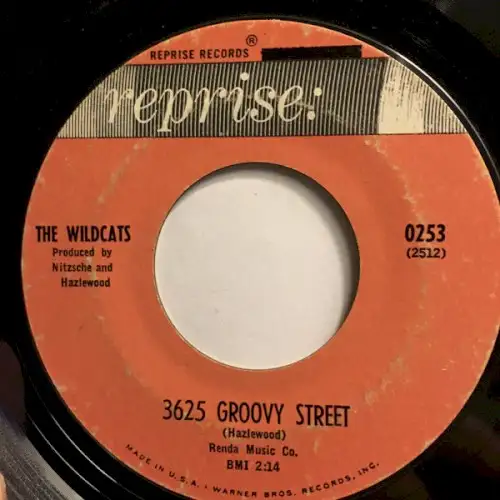 REPRISE RECORDS ®
reprise:
THE WILDCATS
Produced by
Nitzsche and
Hazlewood
0253
(2512)
3625 GROOVY STREET
(Hazlewood)
Renda Music Co.
BMI 2:14
MADE IN U.S.A. WARNER BROS. RECORDS, INC.